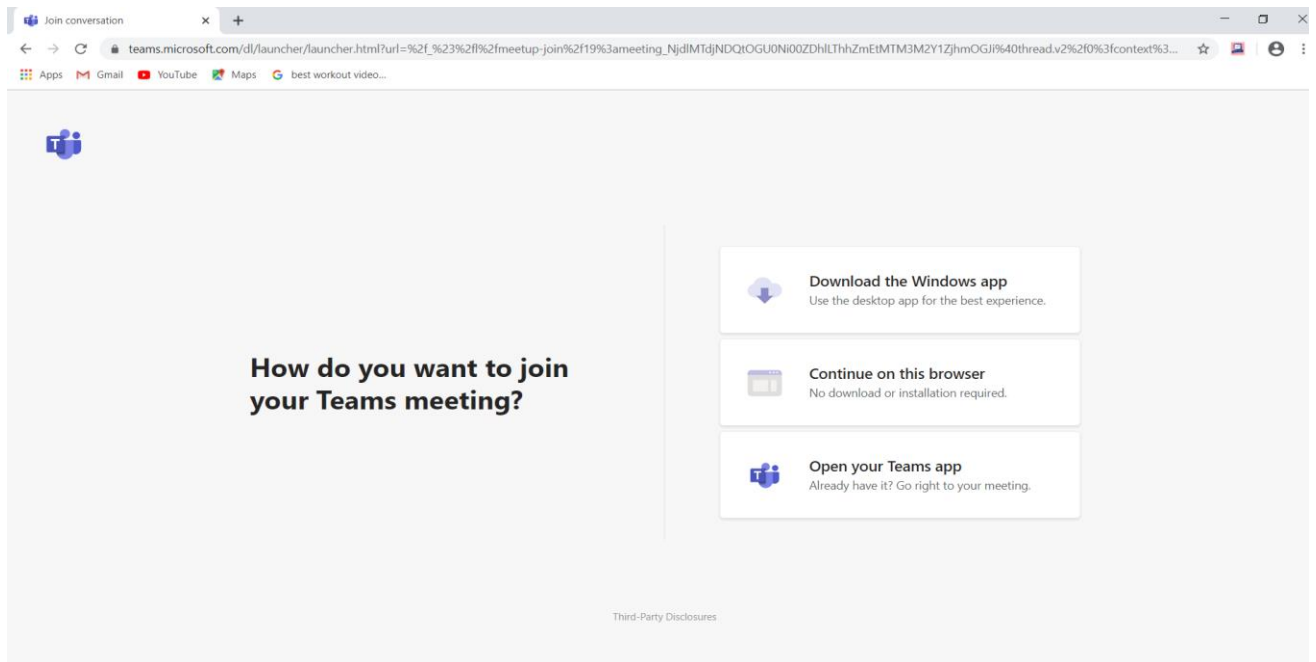 Join conversation
teams.microsoft.com/dl/launcher/launcher.html?url=%2f_%23%2fl%2fmeetup-join%2f19%3ameeting_NjdlMTdjNDQtOGU0Ni00ZDhlLThhZmEtMTM3M2Y1ZjhmOGJi%40thread.v2%2f0%3fcontext%3...
Apps Gmail YouTube Maps best workout video...
Download the Windows app
Use the desktop app for the best experience.
How do you want to join
your Teams meeting?
Continue on this browser
No download or installation required.
Open your Teams app
Already have it? Go right to your meeting.
Third-Party Disclosures